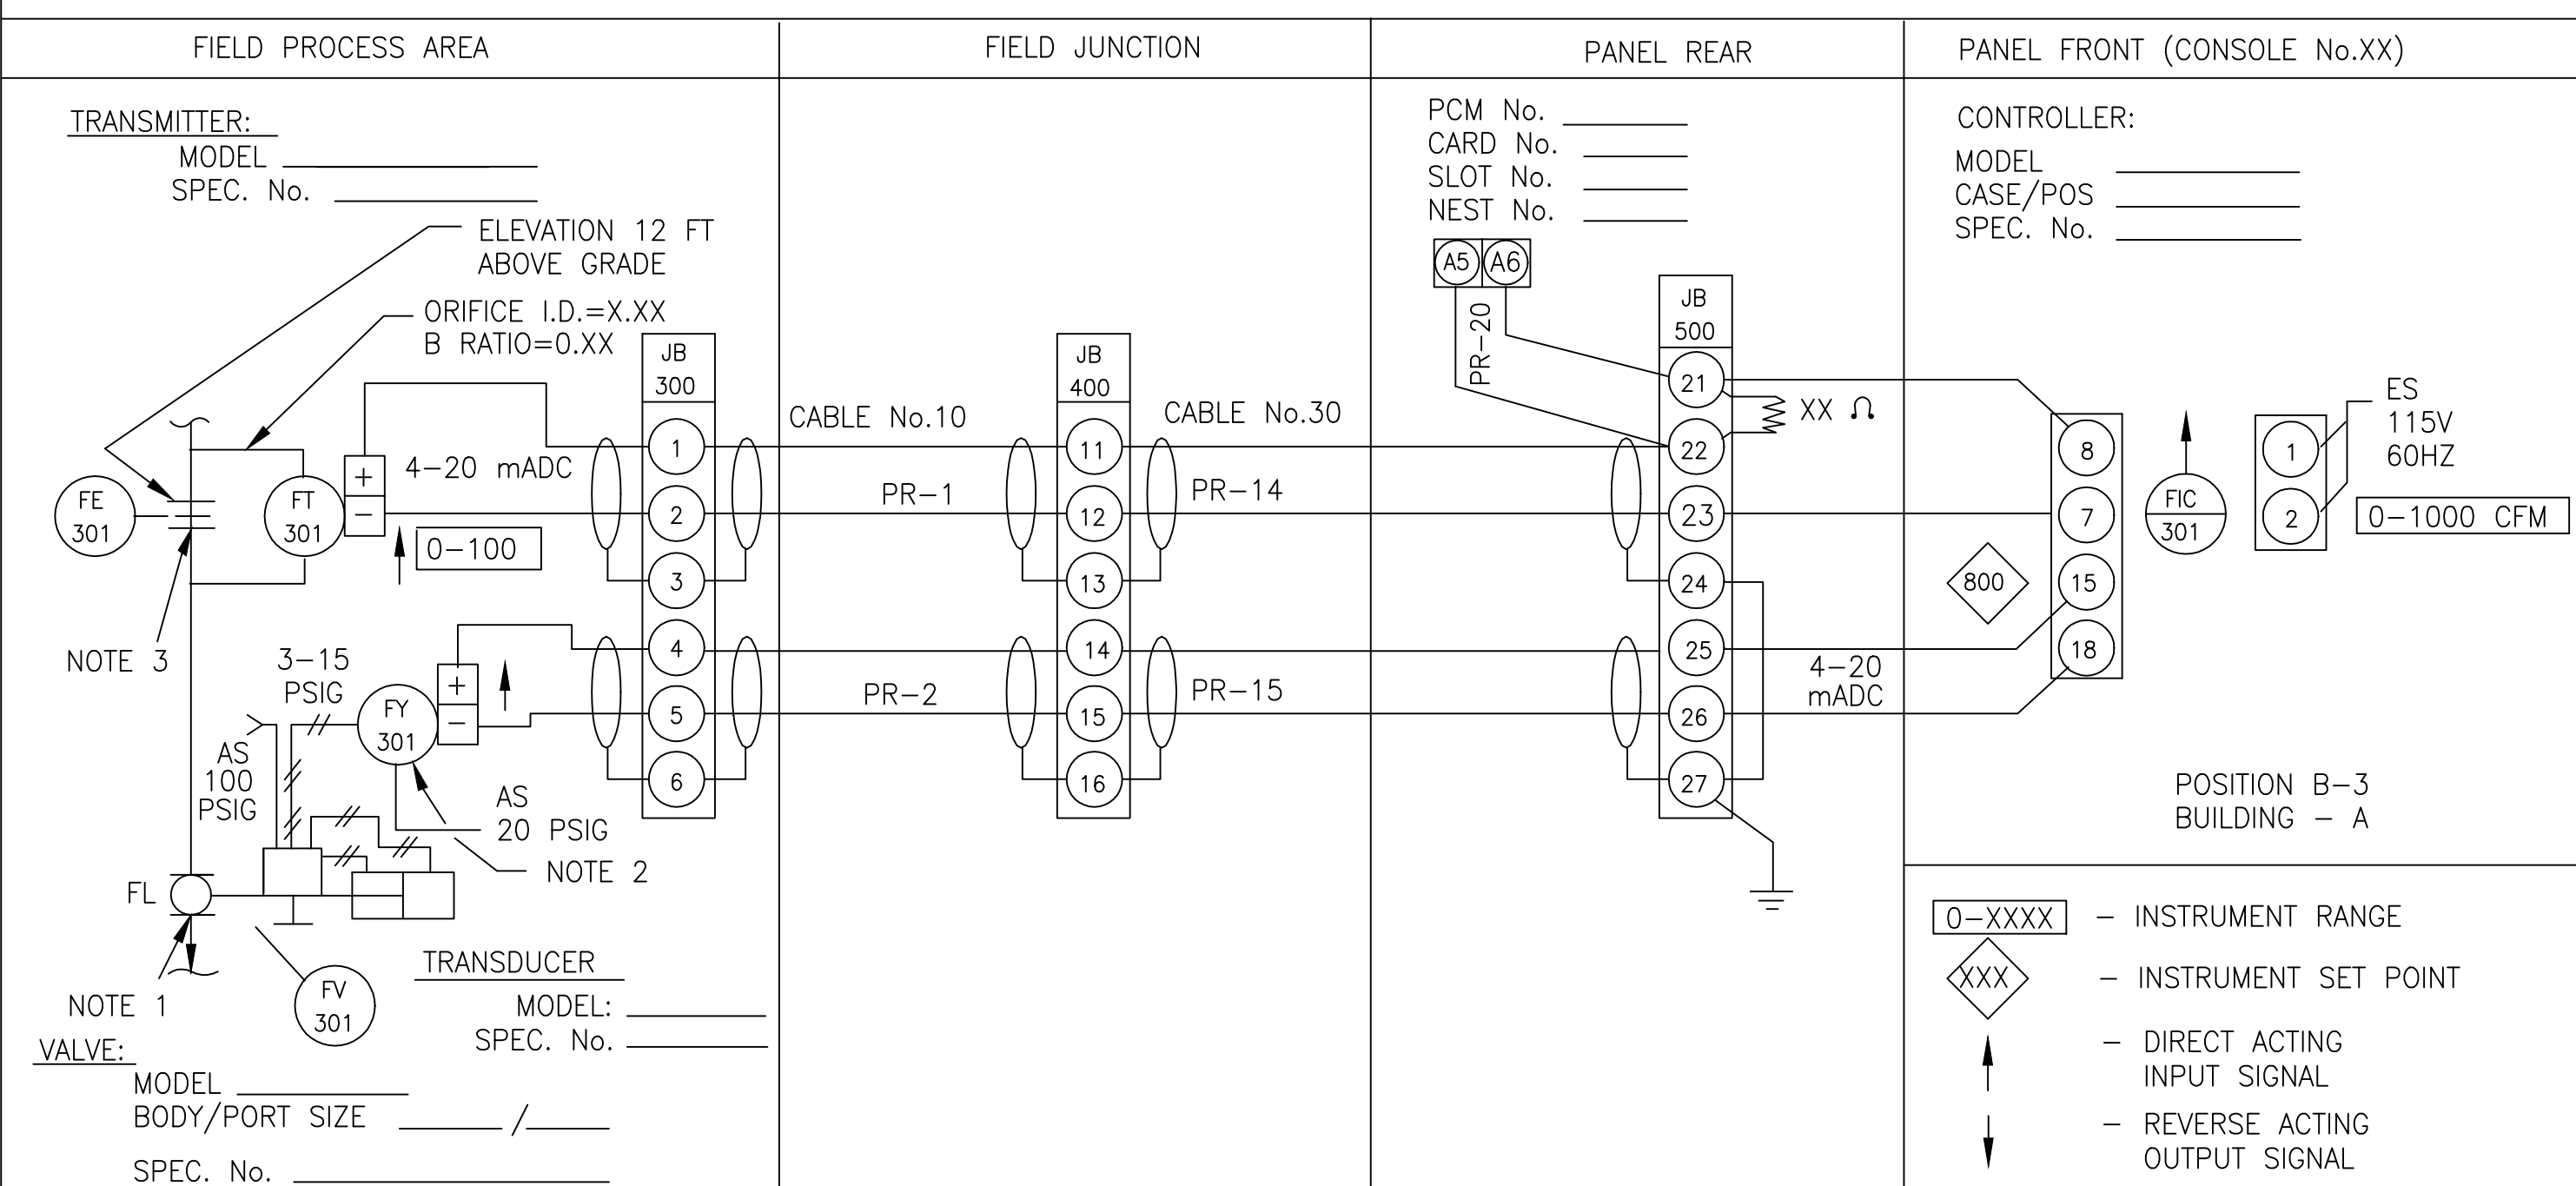 FIELD PROCESS AREA
FIELD JUNCTION
PANEL REAR
PANEL FRONT (CONSOLE No.XX)
TRANSMITTER:
MODEL
SPEC. No.
ELEVATION 12 FT
ABOVE GRADE
ORIFICE I.D.=X.XX
B RATIO=0.XX
FE
301
FT
301
+
−
4−20 mADC
0−100
NOTE 3
3−15
PSIG
FY
301
+
−
AS
100
PSIG
AS
20 PSIG
NOTE 2
FL
NOTE 1
FV
301
TRANSDUCER
MODEL:
SPEC. No.
VALVE:
MODEL
BODY/PORT SIZE /
SPEC. No.
JB
300
1
2
3
4
5
6
CABLE No.10
PR−1
PR−2
JB
400
11
12
13
14
15
16
CABLE No.30
PR−14
PR−15
PCM No.
CARD No.
SLOT No.
NEST No.
A5 A6
PR−20
JB
500
21
22
23
24
25
26
27
XX Ω
4−20
mADC
CONTROLLER:
MODEL
CASE/POS
SPEC. No.
8
7
15
18
800
FIC
301
1
2
ES
115V
60HZ
0−1000 CFM
POSITION B−3
BUILDING − A
0−XXXX − INSTRUMENT RANGE
XXX − INSTRUMENT SET POINT
− DIRECT ACTING
INPUT SIGNAL
− REVERSE ACTING
OUTPUT SIGNAL